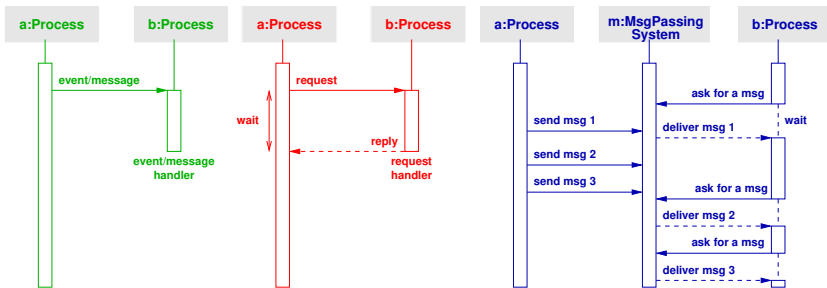 a:Process
b:Process
event/message
event/message
handler
a:Process
b:Process
request
wait
reply
request
handler
a:Process
m:MsgPassing
System
b:Process
ask for a msg
send msg 1
wait
deliver msg 1
send msg 2
send msg 3
ask for a msg
deliver msg 2
ask for a msg
deliver msg 3